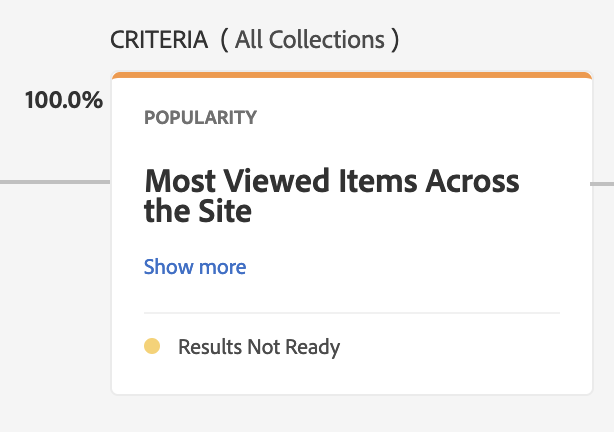 CRITERIA ( All Collections )
100.0%
POPULARITY
Most Viewed Items Across
the Site
Show more
Results Not Ready